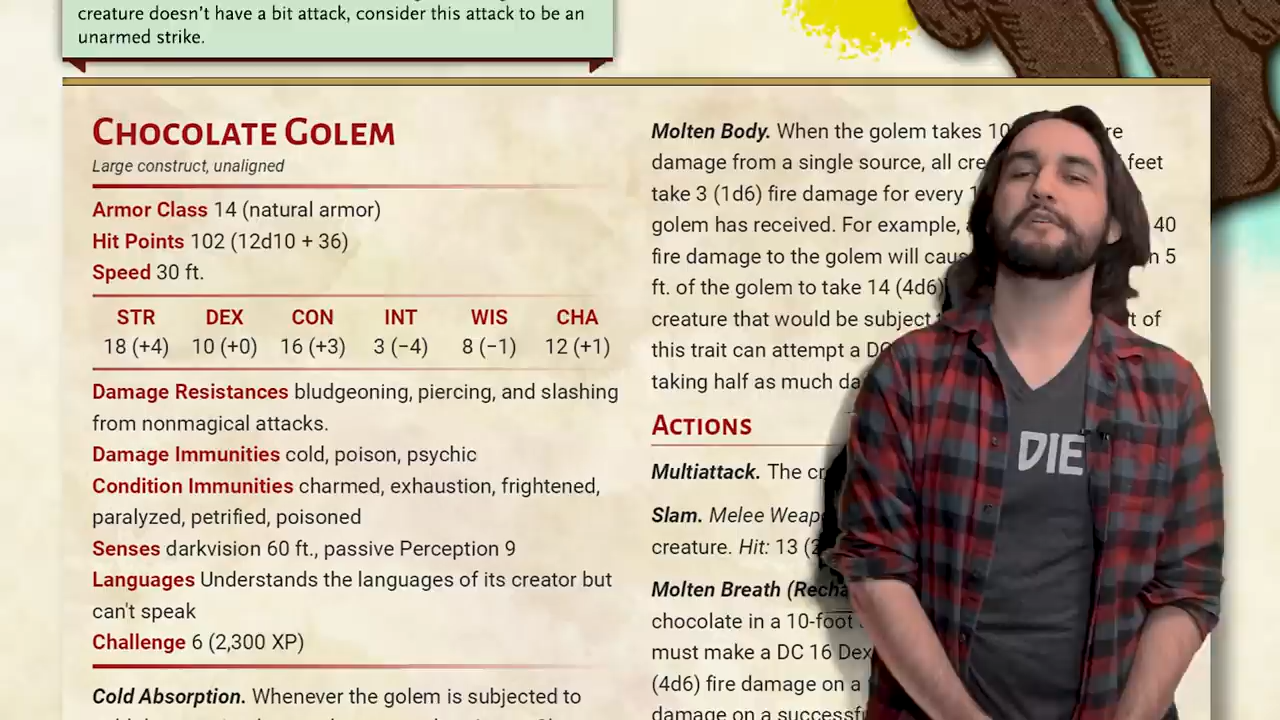 creature doesn't have a bit attack, consider this attack to be an
unarmed strike.
CHOCOLATE GOLEM
Large construct, unaligned
Armor Class 14 (natural armor)
Hit Points 102 (12d10 + 36)
Speed 30 ft.
STR DEX CON INT WIS CHA
18 (+4) 10 (+0) 16 (+3) 3 (−4) 8 (−1) 12 (+1)
Damage Resistances bludgeoning, piercing, and slashing
from nonmagical attacks.
Damage Immunities cold, poison, psychic
Condition Immunities charmed, exhaustion, frightened,
paralyzed, petrified, poisoned
Senses darkvision 60 ft., passive Perception 9
Languages Understands the languages of its creator but
can't speak
Challenge 6 (2,300 XP)
Cold Absorption. Whenever the golem is subjected to
Molten Body. When the golem takes 10
damage from a single source, all feet
take 3 (1d6) fire damage for every
golem has received. For example, 40
fire damage to the golem will 5
ft. of the golem to take 14 (4d6)
creature that would be subject of
this trait can attempt a
taking half as much
ACTIONS
Multiattack. The
Slam. Melee
creature. Hit: 13
Molten Breath
chocolate in a 10-foot
must make a DC 16
(4d6) fire damage on a
damage on a
DIE